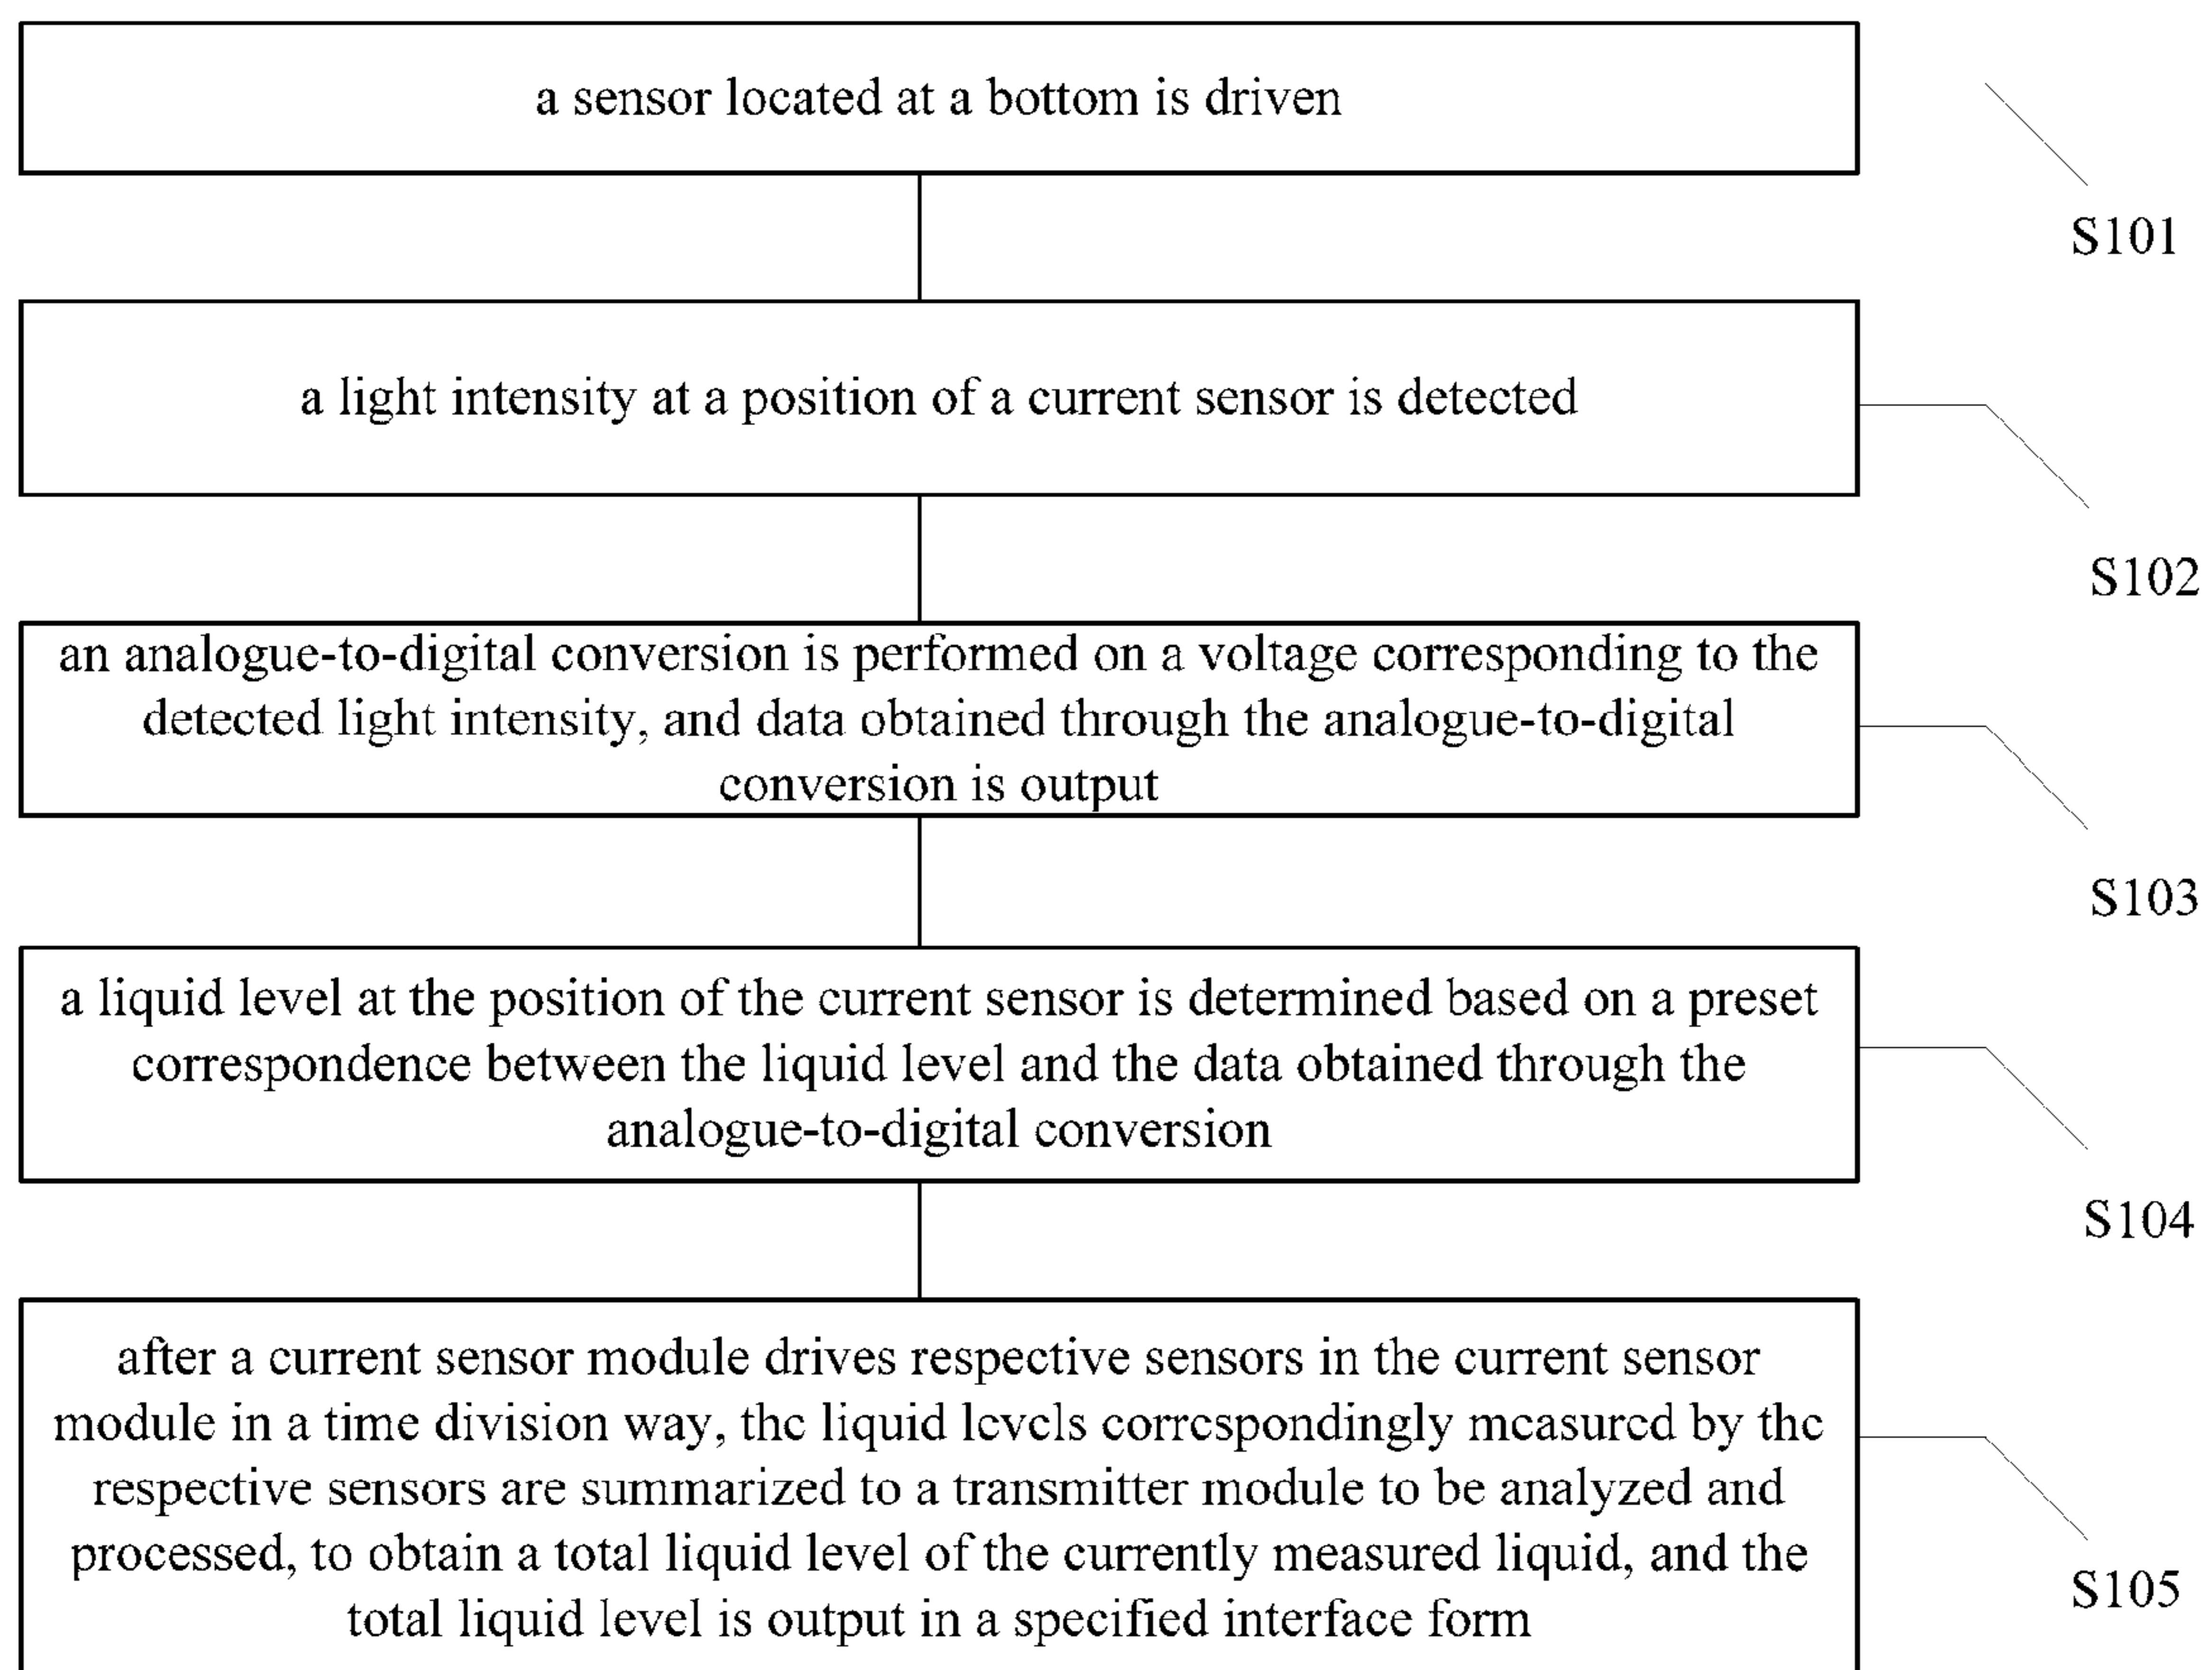 a sensor located at a bottom is driven
S101
a light intensity at a position of a current sensor is detected
S102
an analogue-to-digital conversion is performed on a voltage corresponding to the
detected light intensity, and data obtained through the analogue-to-digital
conversion is output
S103
a liquid level at the position of the current sensor is determined based on a preset
correspondence between the liquid level and the data obtained through the
analogue-to-digital conversion
S104
after a current sensor module drives respective sensors in the current sensor
module in a time division way, the liquid levels correspondingly measured by the
respective sensors are summarized to a transmitter module to be analyzed and
processed, to obtain a total liquid level of the currently measured liquid, and the
total liquid level is output in a specified interface form
S105